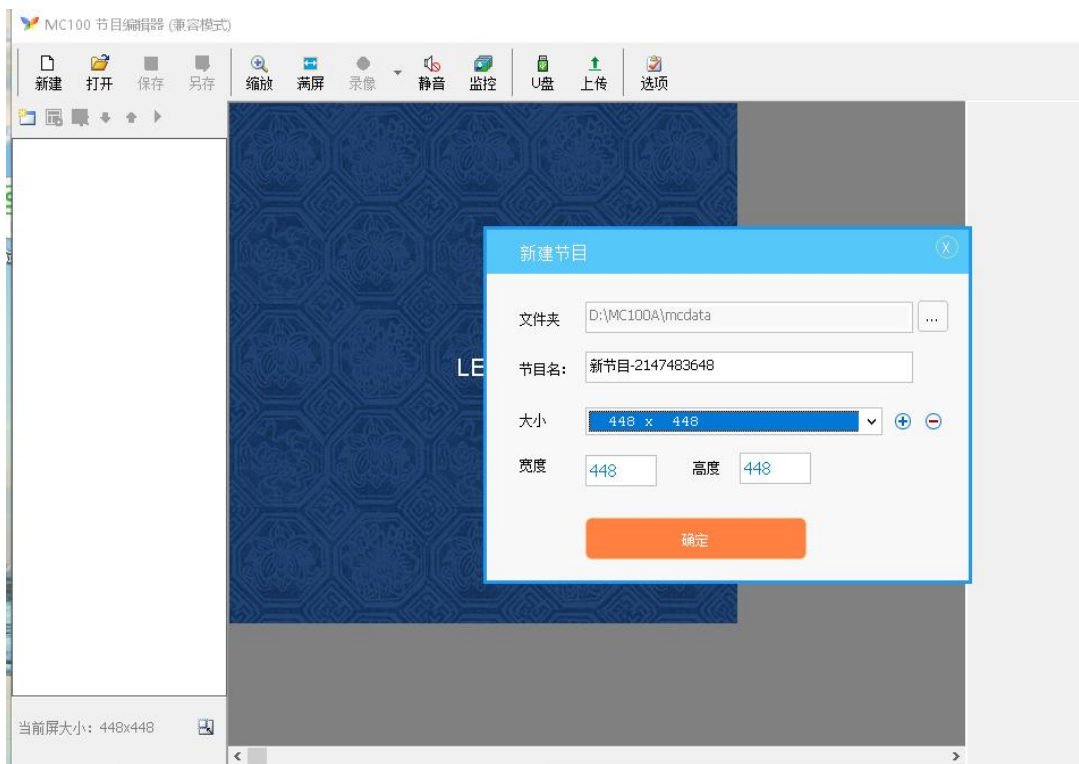 MC100 节目编辑器 (兼容模式)
新建 打开 保存 另存 缩放 满屏 录像 静音 监控 U盘 上传 选项
新建节目
文件夹 D:\MC100A\mcdata ...
LE
节目名: 新节目-2147483648
大小 448 x 448
宽度 448 高度 448
确定
当前屏大小: 448x448